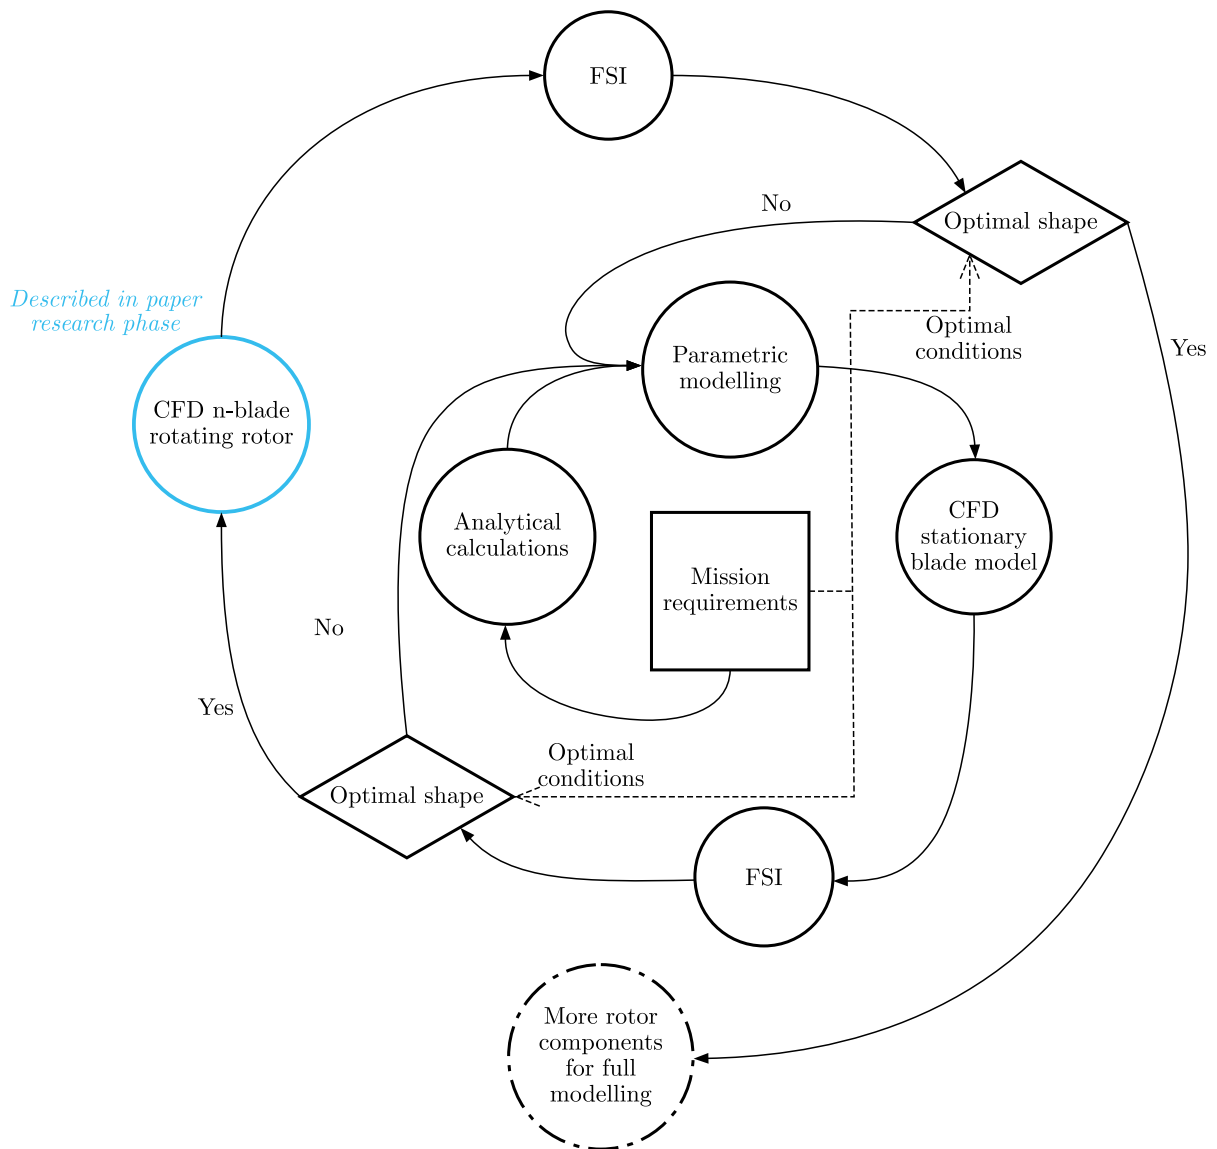 FSI
No
Optimal shape
Described in paper
research phase
Optimal
conditions
Yes
Parametric
modelling
CFD n-blade
rotating rotor
Analytical
calculations
CFD
stationary
blade model
Mission
requirements
No
Yes
Optimal
conditions
Optimal shape
FSI
More rotor
components
for full
modelling